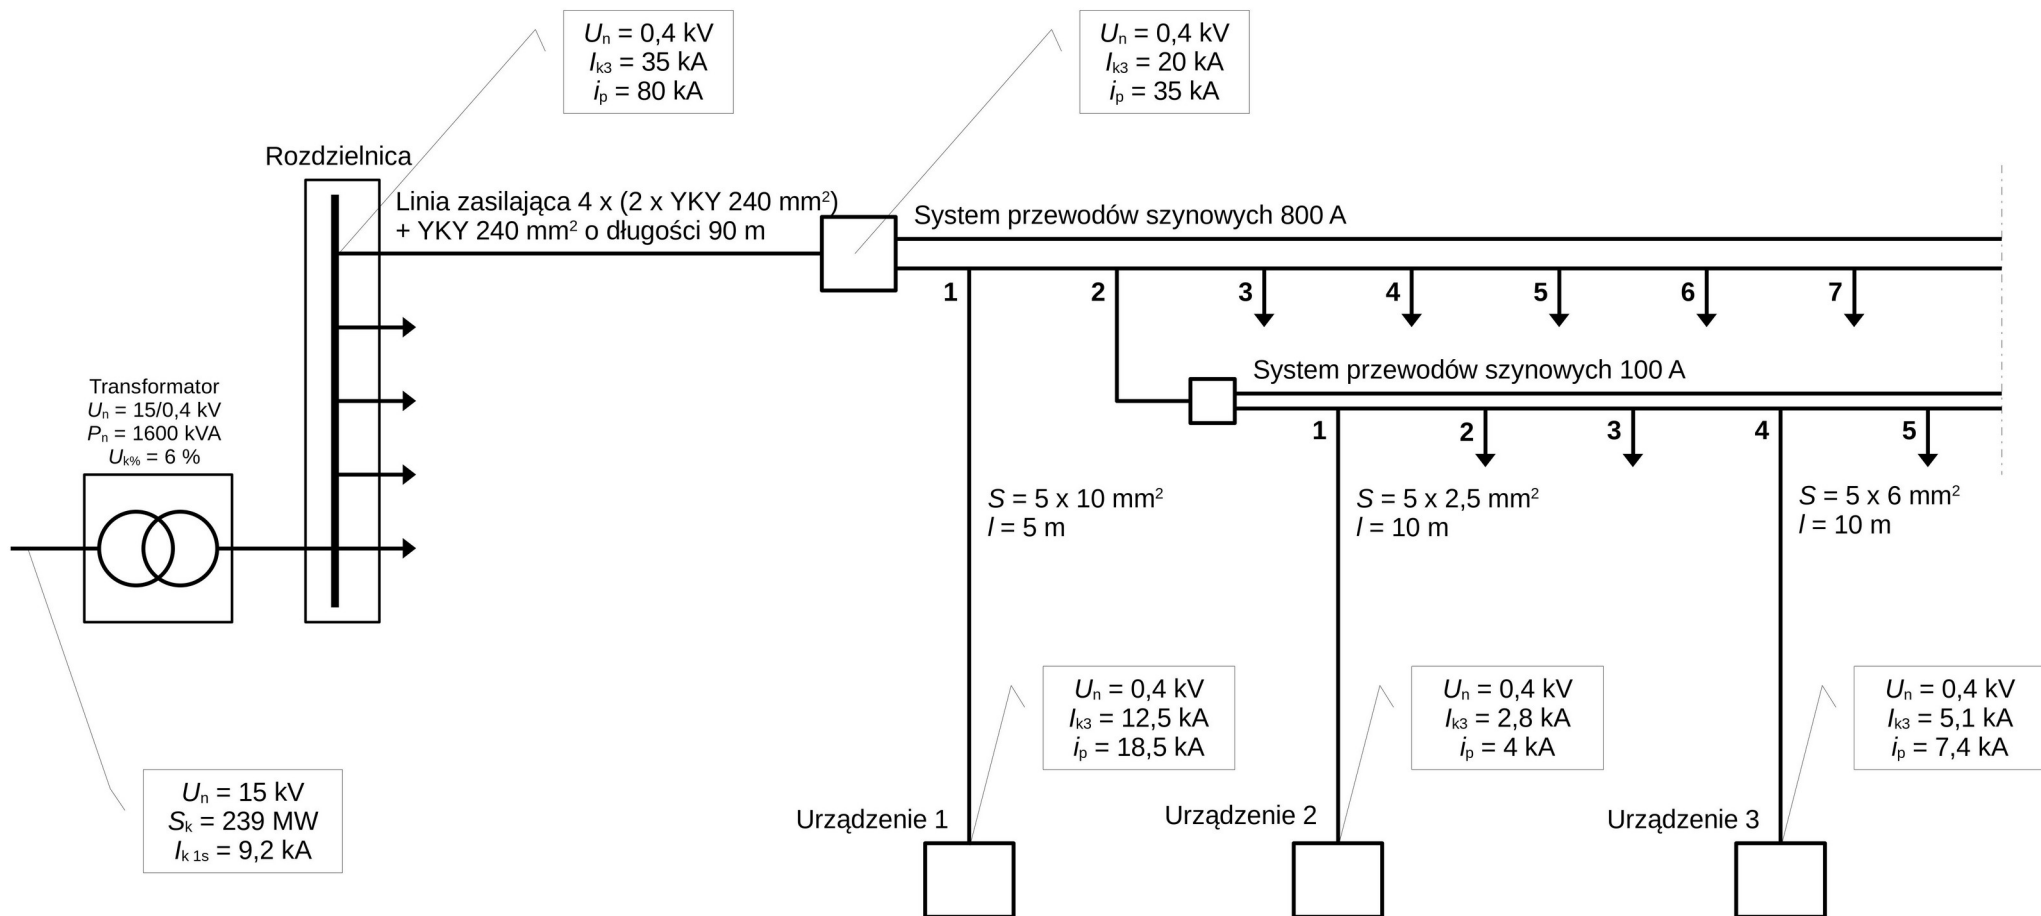 Uₙ = 0,4 kV
Iₖ₃ = 35 kA
iₚ = 80 kA
Uₙ = 0,4 kV
Iₖ₃ = 20 kA
iₚ = 35 kA
Rozdzielnica
Linia zasilająca 4 x (2 x YKY 240 mm²)
+ YKY 240 mm² o długości 90 m
System przewodów szynowych 800 A
1
2
3
4
5
6
7
System przewodów szynowych 100 A
1
2
3
4
5
Transformator
Uₙ = 15/0,4 kV
Pₙ = 1600 kVA
Uₖ% = 6 %
S = 5 x 10 mm²
l = 5 m
S = 5 x 2,5 mm²
l = 10 m
S = 5 x 6 mm²
l = 10 m
Uₙ = 0,4 kV
Iₖ₃ = 12,5 kA
iₚ = 18,5 kA
Uₙ = 0,4 kV
Iₖ₃ = 2,8 kA
iₚ = 4 kA
Uₙ = 0,4 kV
Iₖ₃ = 5,1 kA
iₚ = 7,4 kA
Uₙ = 15 kV
Sₖ = 239 MW
Iₖ ₁ₛ = 9,2 kA
Urządzenie 1
Urządzenie 2
Urządzenie 3